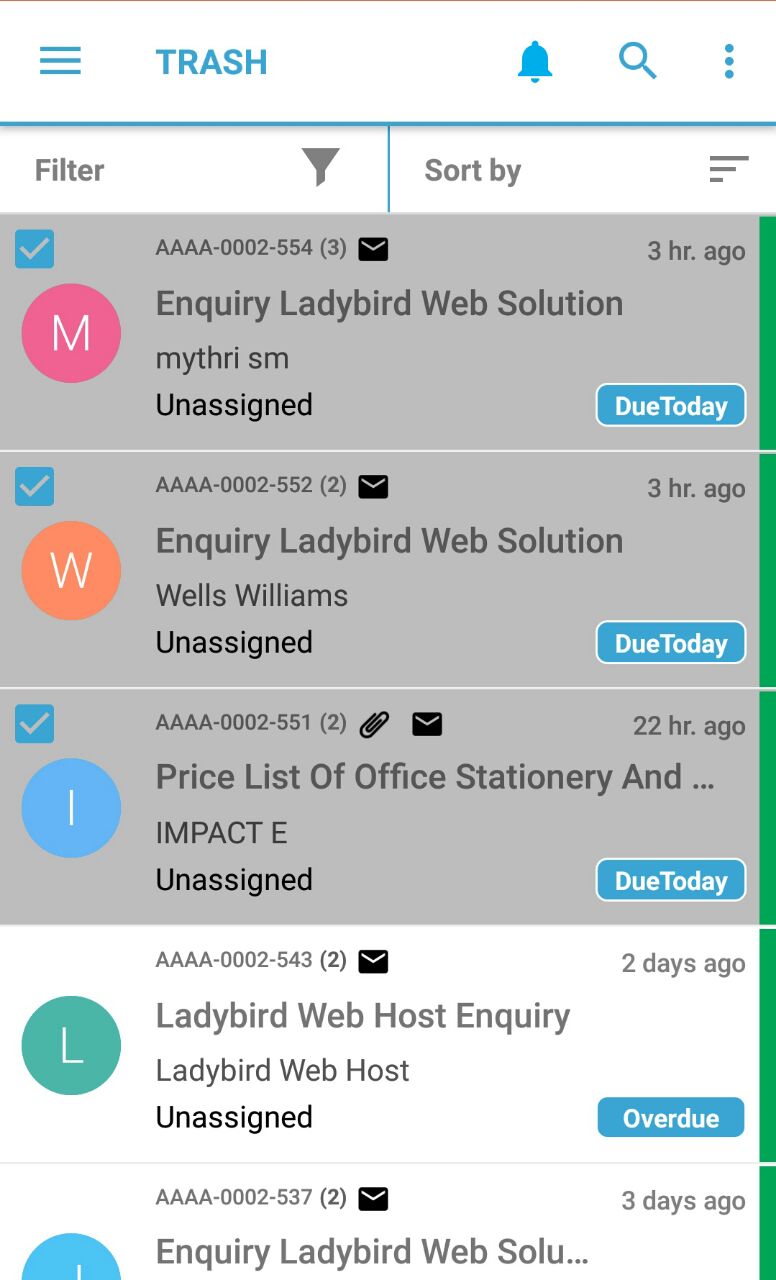 TRASH
Filter
Sort by
AAAA-0002-554 (3)
3 hr. ago
M
Enquiry Ladybird Web Solution
mythri sm
Unassigned
DueToday
AAAA-0002-552 (2)
3 hr. ago
W
Enquiry Ladybird Web Solution
Wells Williams
Unassigned
DueToday
AAAA-0002-551 (2)
22 hr. ago
I
Price List Of Office Stationery And ...
IMPACT E
Unassigned
DueToday
AAAA-0002-543 (2)
2 days ago
L
Ladybird Web Host Enquiry
Ladybird Web Host
Unassigned
Overdue
AAAA-0002-537 (2)
3 days ago
Enquiry Ladybird Web Solu...